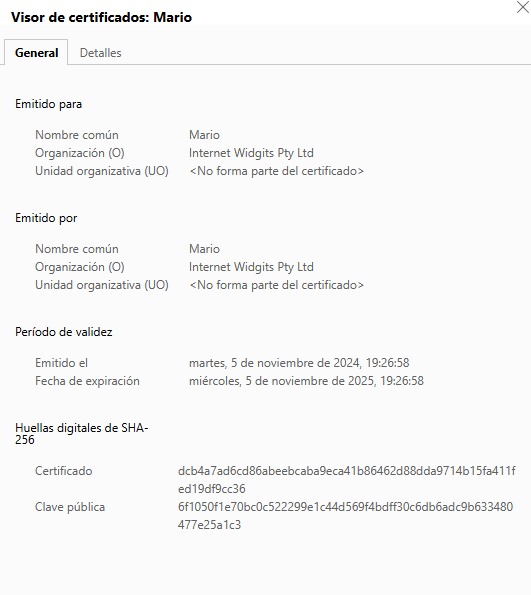 Visor de certificados: Mario
General Detalles
Emitido para
Nombre común Mario
Organización (O) Internet Widgits Pty Ltd
Unidad organizativa (UO) <No forma parte del certificado>
Emitido por
Nombre común Mario
Organización (O) Internet Widgits Pty Ltd
Unidad organizativa (UO) <No forma parte del certificado>
Período de validez
Emitido el martes, 5 de noviembre de 2024, 19:26:58
Fecha de expiración miércoles, 5 de noviembre de 2025, 19:26:58
Huellas digitales de SHA-
256
Certificado dcb4a7ad6cd86abeebcaba9eca41b86462d88dda9714b15fa411f
ed19df9cc36
Clave pública 6f1050f1e70bc0c522299e1c44d569f4bdff30c6db6adc9b633480
477e25a1c3